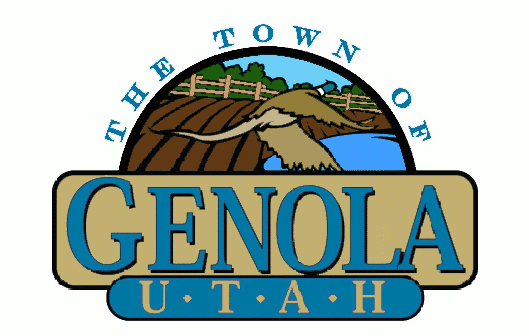 THE TOWN OF
GENOLA
U·T·A·H